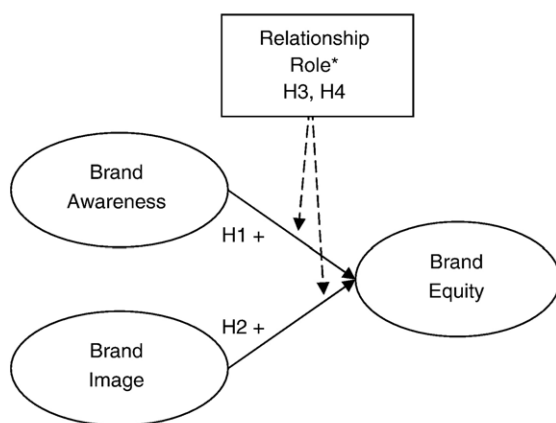 Relationship
Role*
H3, H4
Brand
Awareness
H1 +
Brand
Equity
H2 +
Brand
Image